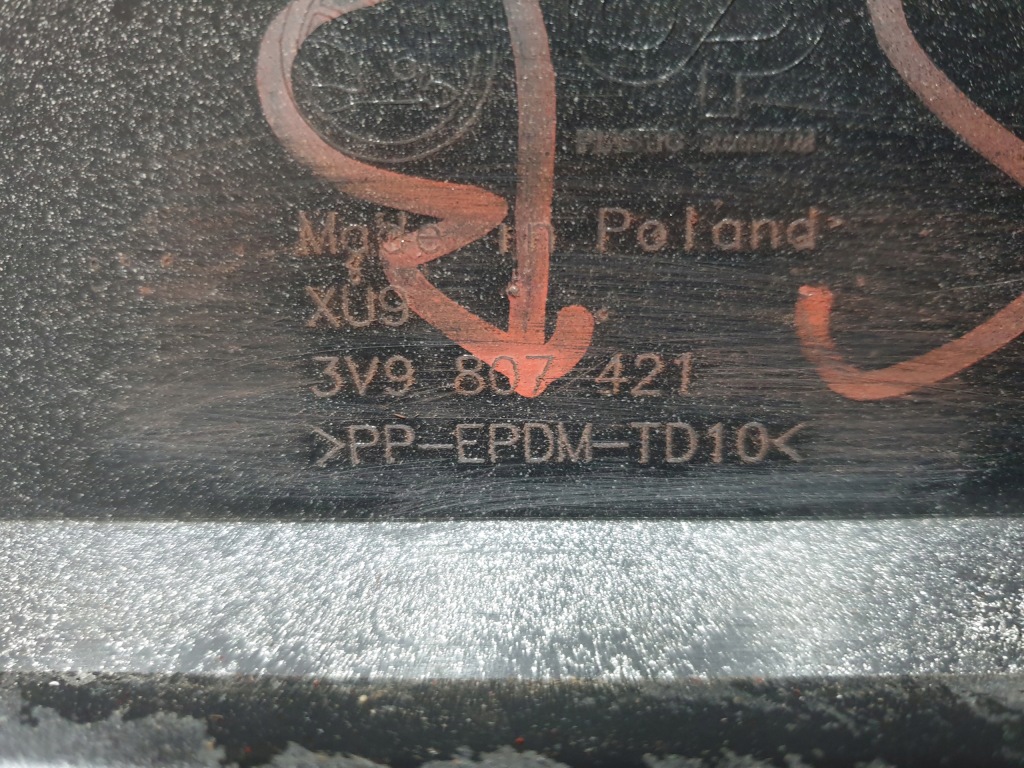 Made in Poland
XU9
3V9 807 421
>PP-EPDM-TD10<